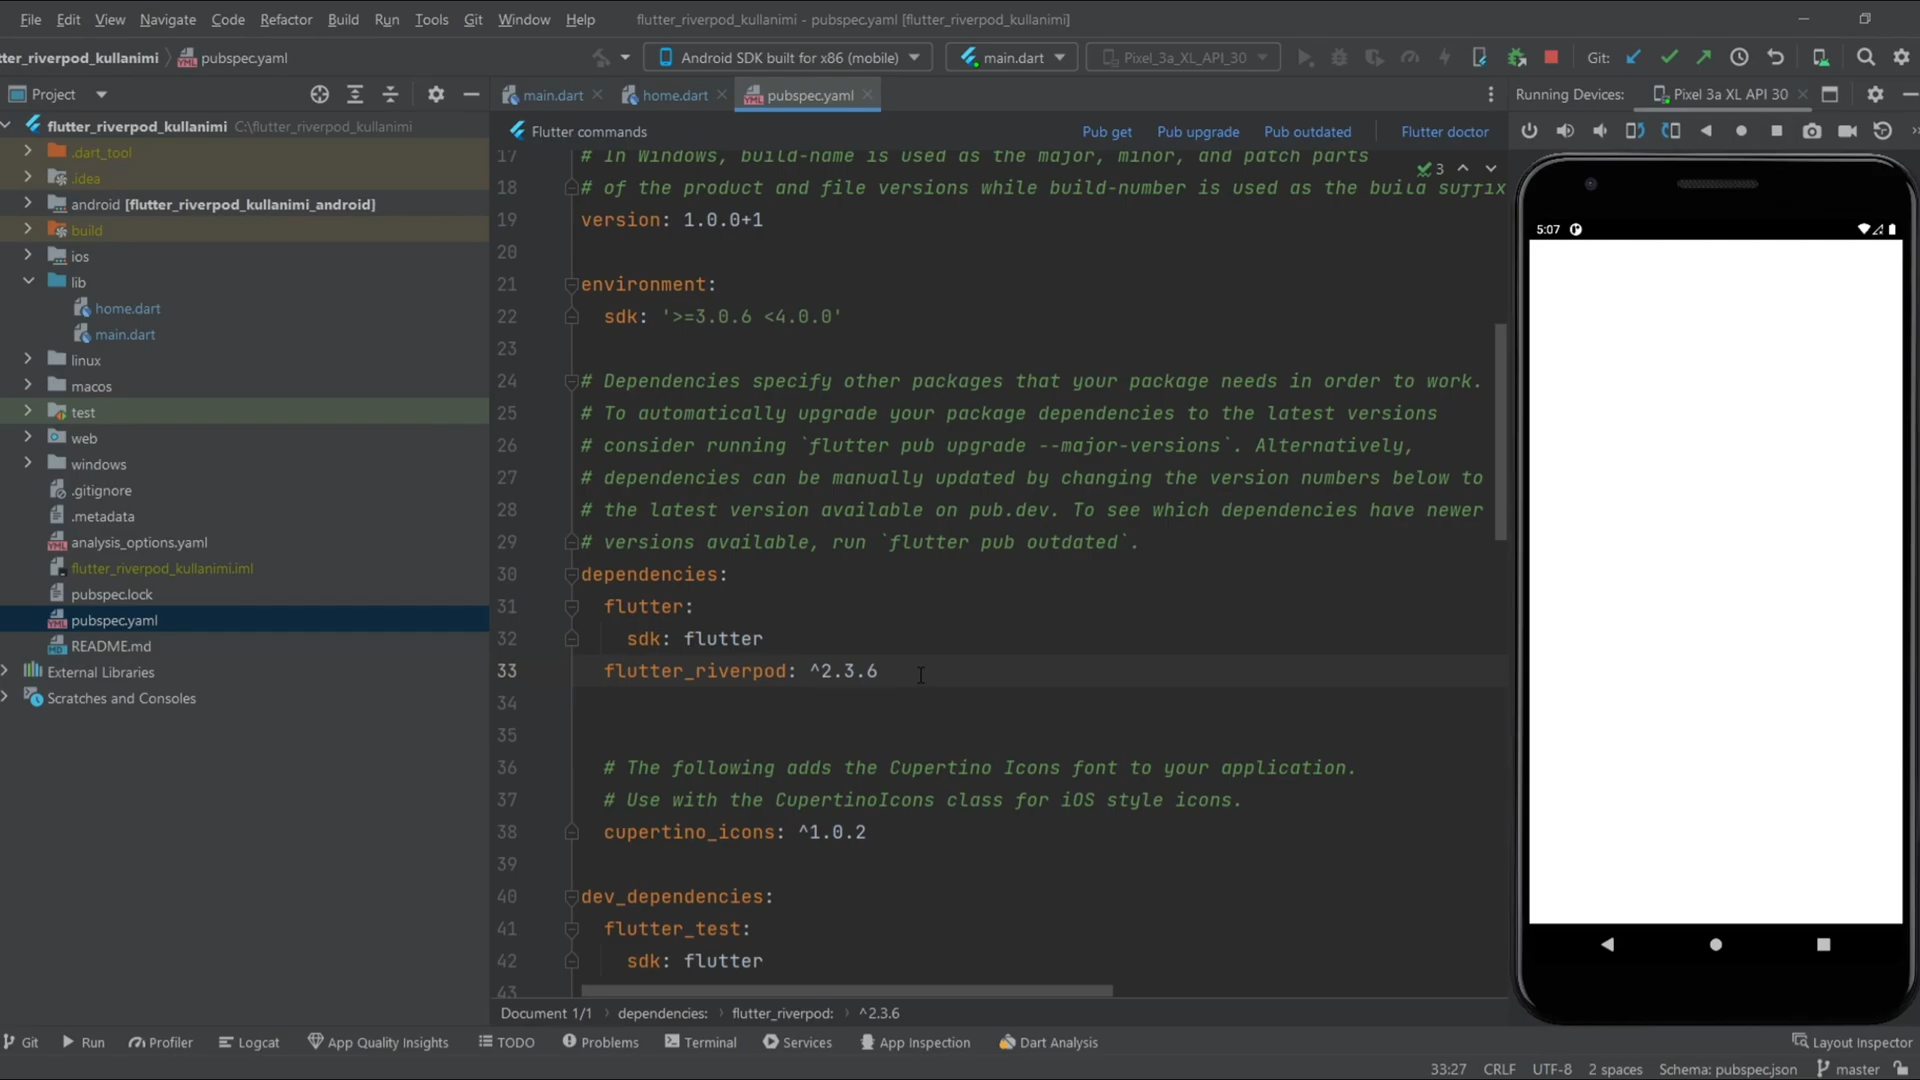 File Edit View Navigate Code Refactor Build Run Tools Git Window Help flutter_riverpod_kullanimi - pubspec.yaml [flutter_riverpod_kullanimi]
tter_riverpod_kullanimi pubspec.yaml Android SDK built for x86 (mobile) main.dart Pixel_3a_XL_API_30 Git:
Project main.dart home.dart pubspec.yaml Running Devices: Pixel 3a XL API 30
flutter_riverpod_kullanimi C:\flutter_riverpod_kullanimi
.dart_tool
.idea
android [flutter_riverpod_kullanimi_android]
build
ios
lib
home.dart
main.dart
linux
macos
test
web
windows
.gitignore
.metadata
analysis_options.yaml
flutter_riverpod_kullanimi.iml
pubspec.lock
pubspec.yaml
README.md
External Libraries
Scratches and Consoles
Flutter commands Pub get Pub upgrade Pub outdated Flutter doctor
3
17 # In Windows, build-name is used as the major, minor, and patch parts
18 # of the product and file versions while build-number is used as the build suffix
19 version: 1.0.0+1
20
21 environment:
22 sdk: '>=3.0.6 <4.0.0'
23
24 # Dependencies specify other packages that your package needs in order to work.
25 # To automatically upgrade your package dependencies to the latest versions
26 # consider running `flutter pub upgrade --major-versions`. Alternatively,
27 # dependencies can be manually updated by changing the version numbers below to
28 # the latest version available on pub.dev. To see which dependencies have newer
29 # versions available, run `flutter pub outdated`.
30 dependencies:
31 flutter:
32 sdk: flutter
33 flutter_riverpod: ^2.3.6
34
35
36 # The following adds the Cupertino Icons font to your application.
37 # Use with the CupertinoIcons class for iOS style icons.
38 cupertino_icons: ^1.0.2
39
40 dev_dependencies:
41 flutter_test:
42 sdk: flutter
43
5:07
Document 1/1 dependencies: flutter_riverpod: ^2.3.6
Git Run Profiler Logcat App Quality Insights TODO Problems Terminal Services App Inspection Dart Analysis Layout Inspector
33:27 CRLF UTF-8 2 spaces Schema: pubspec.json master